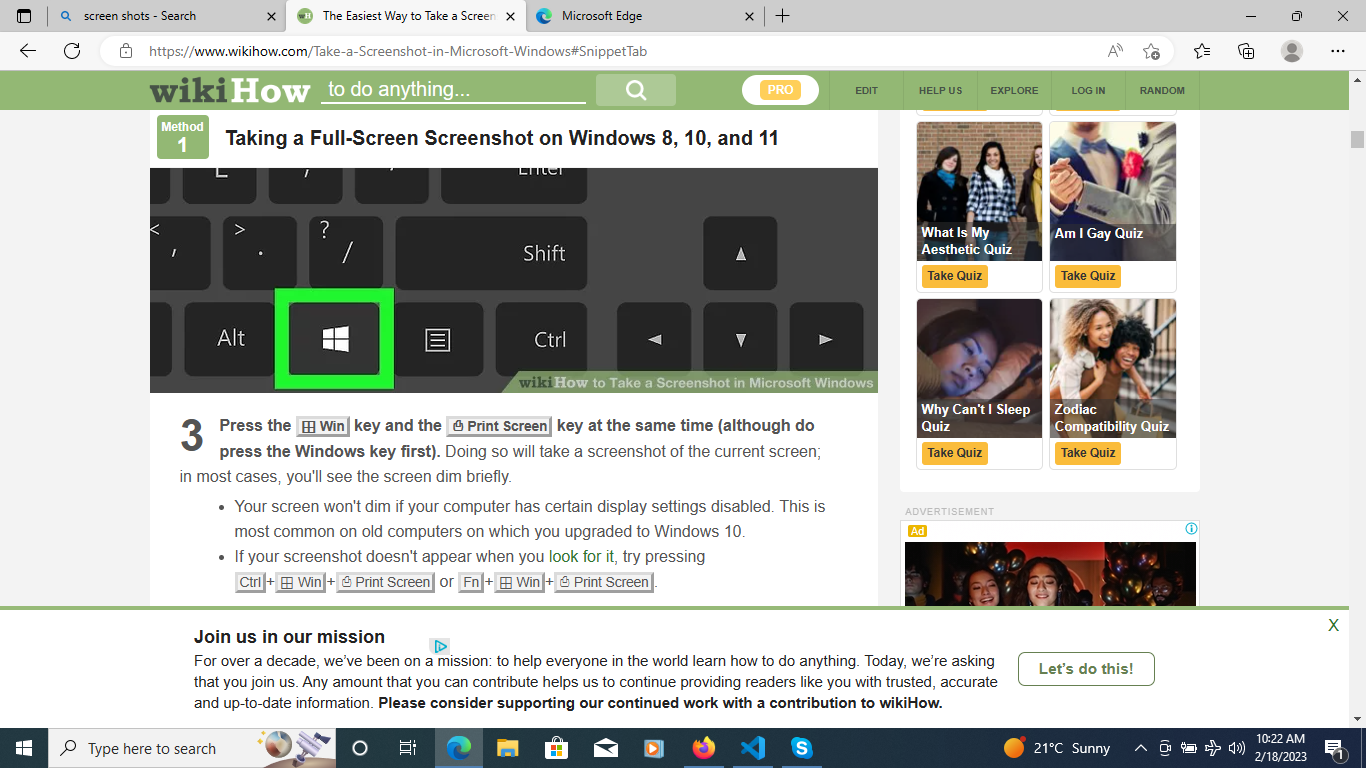 screen shots - Search
The Easiest Way to Take a Screen
Microsoft Edge
https://www.wikihow.com/Take-a-Screenshot-in-Microsoft-Windows#SnippetTab
wikiHow to do anything...
PRO
EDIT
HELP US
EXPLORE
LOG IN
RANDOM
Method
1
Taking a Full-Screen Screenshot on Windows 8, 10, and 11
Enter
< ,
> .
? /
Shift
Alt
Ctrl
wikiHow to Take a Screenshot in Microsoft Windows
3 Press the Win key and the Print Screen key at the same time (although do
press the Windows key first). Doing so will take a screenshot of the current screen;
in most cases, you'll see the screen dim briefly.
• Your screen won't dim if your computer has certain display settings disabled. This is
most common on old computers on which you upgraded to Windows 10.
• If your screenshot doesn't appear when you look for it, try pressing
Ctrl+ Win+ Print Screen or Fn+ Win+ Print Screen.
What Is My
Aesthetic Quiz
Take Quiz
Am I Gay Quiz
Take Quiz
Why Can't I Sleep
Quiz
Take Quiz
Zodiac
Compatibility Quiz
Take Quiz
ADVERTISEMENT
Ad
Join us in our mission
X
For over a decade, we've been on a mission: to help everyone in the world learn how to do anything. Today, we're asking
that you join us. Any amount that you can contribute helps us to continue providing readers like you with trusted, accurate
and up-to-date information. Please consider supporting our continued work with a contribution to wikiHow.
Let's do this!
Type here to search
21°C Sunny
10:22 AM
2/18/2023
1